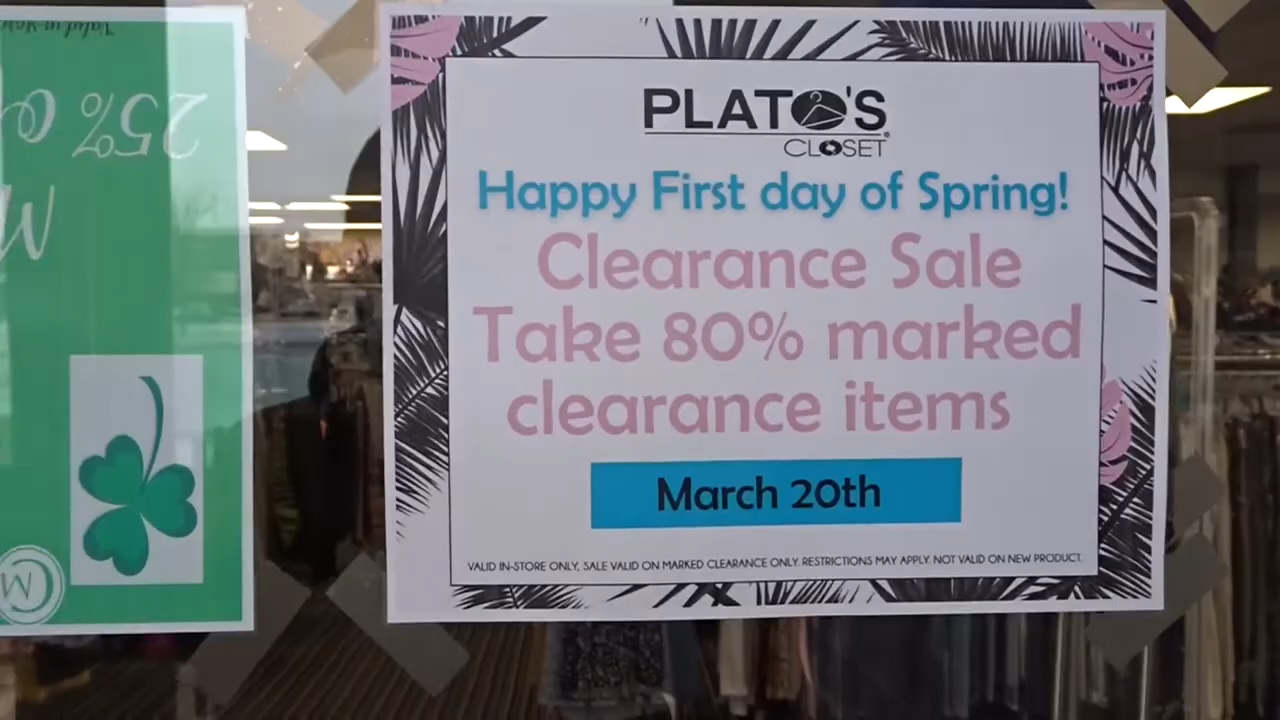 25%
PLATO'S
CLOSET
Happy First day of Spring!
Clearance Sale
Take 80% marked
clearance items
March 20th
VALID IN-STORE ONLY, SALE VALID ON MARKED CLEARANCE ONLY. RESTRICTIONS MAY APPLY. NOT VALID ON NEW PRODUCT.